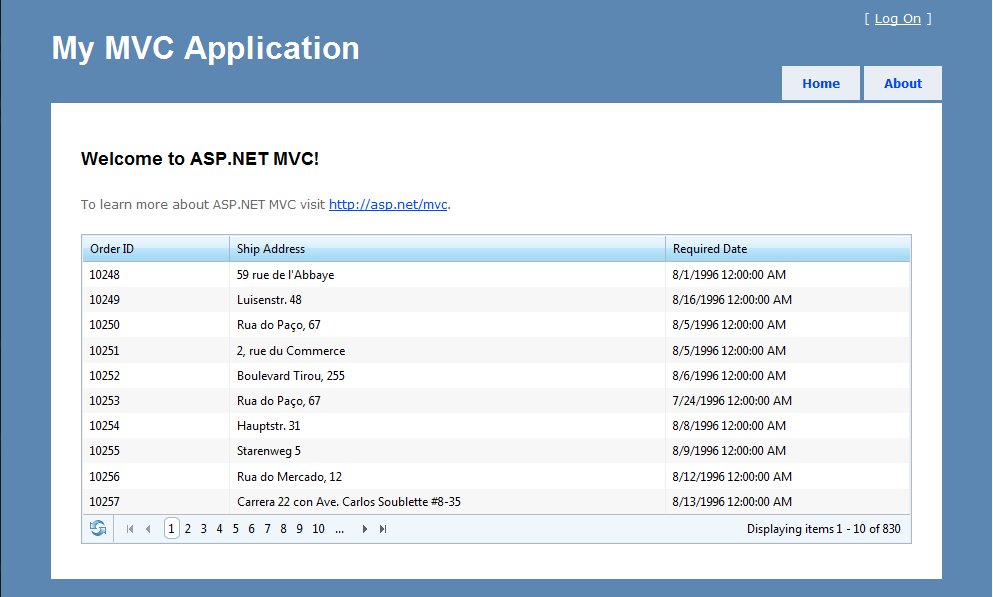 [ Log On ]
My MVC Application
Home About
Welcome to ASP.NET MVC!
To learn more about ASP.NET MVC visit http://asp.net/mvc.
Order ID Ship Address Required Date
10248 59 rue de l'Abbaye 8/1/1996 12:00:00 AM
10249 Luisenstr. 48 8/16/1996 12:00:00 AM
10250 Rua do Paço, 67 8/5/1996 12:00:00 AM
10251 2, rue du Commerce 8/5/1996 12:00:00 AM
10252 Boulevard Tirou, 255 8/6/1996 12:00:00 AM
10253 Rua do Paço, 67 7/24/1996 12:00:00 AM
10254 Hauptstr. 31 8/8/1996 12:00:00 AM
10255 Starenweg 5 8/9/1996 12:00:00 AM
10256 Rua do Mercado, 12 8/12/1996 12:00:00 AM
10257 Carrera 22 con Ave. Carlos Soublette #8-35 8/13/1996 12:00:00 AM
1 2 3 4 5 6 7 8 9 10 ... Displaying items 1 - 10 of 830